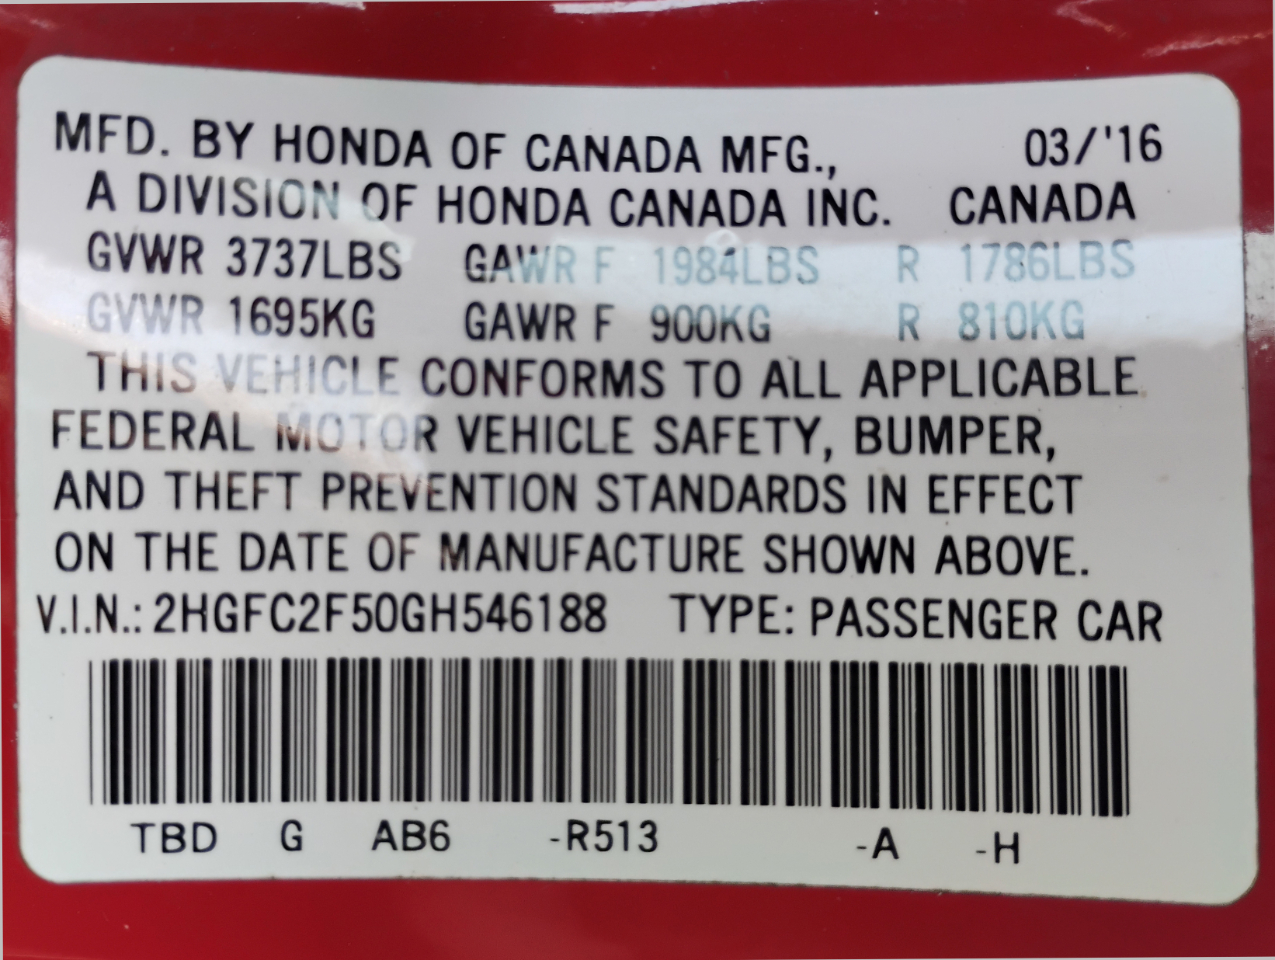 MFD. BY HONDA OF CANADA MFG., 03/'16
A DIVISION OF HONDA CANADA INC. CANADA
GVWR 3737LBS GAWR F 1984LBS R 1786LBS
GVWR 1695KG GAWR F 900KG R 810KG
THIS VEHICLE CONFORMS TO ALL APPLICABLE
FEDERAL MOTOR VEHICLE SAFETY, BUMPER,
AND THEFT PREVENTION STANDARDS IN EFFECT
ON THE DATE OF MANUFACTURE SHOWN ABOVE.
V.I.N.: 2HGFC2F50GH546188 TYPE: PASSENGER CAR
TBD G AB6 -R513 -A -H